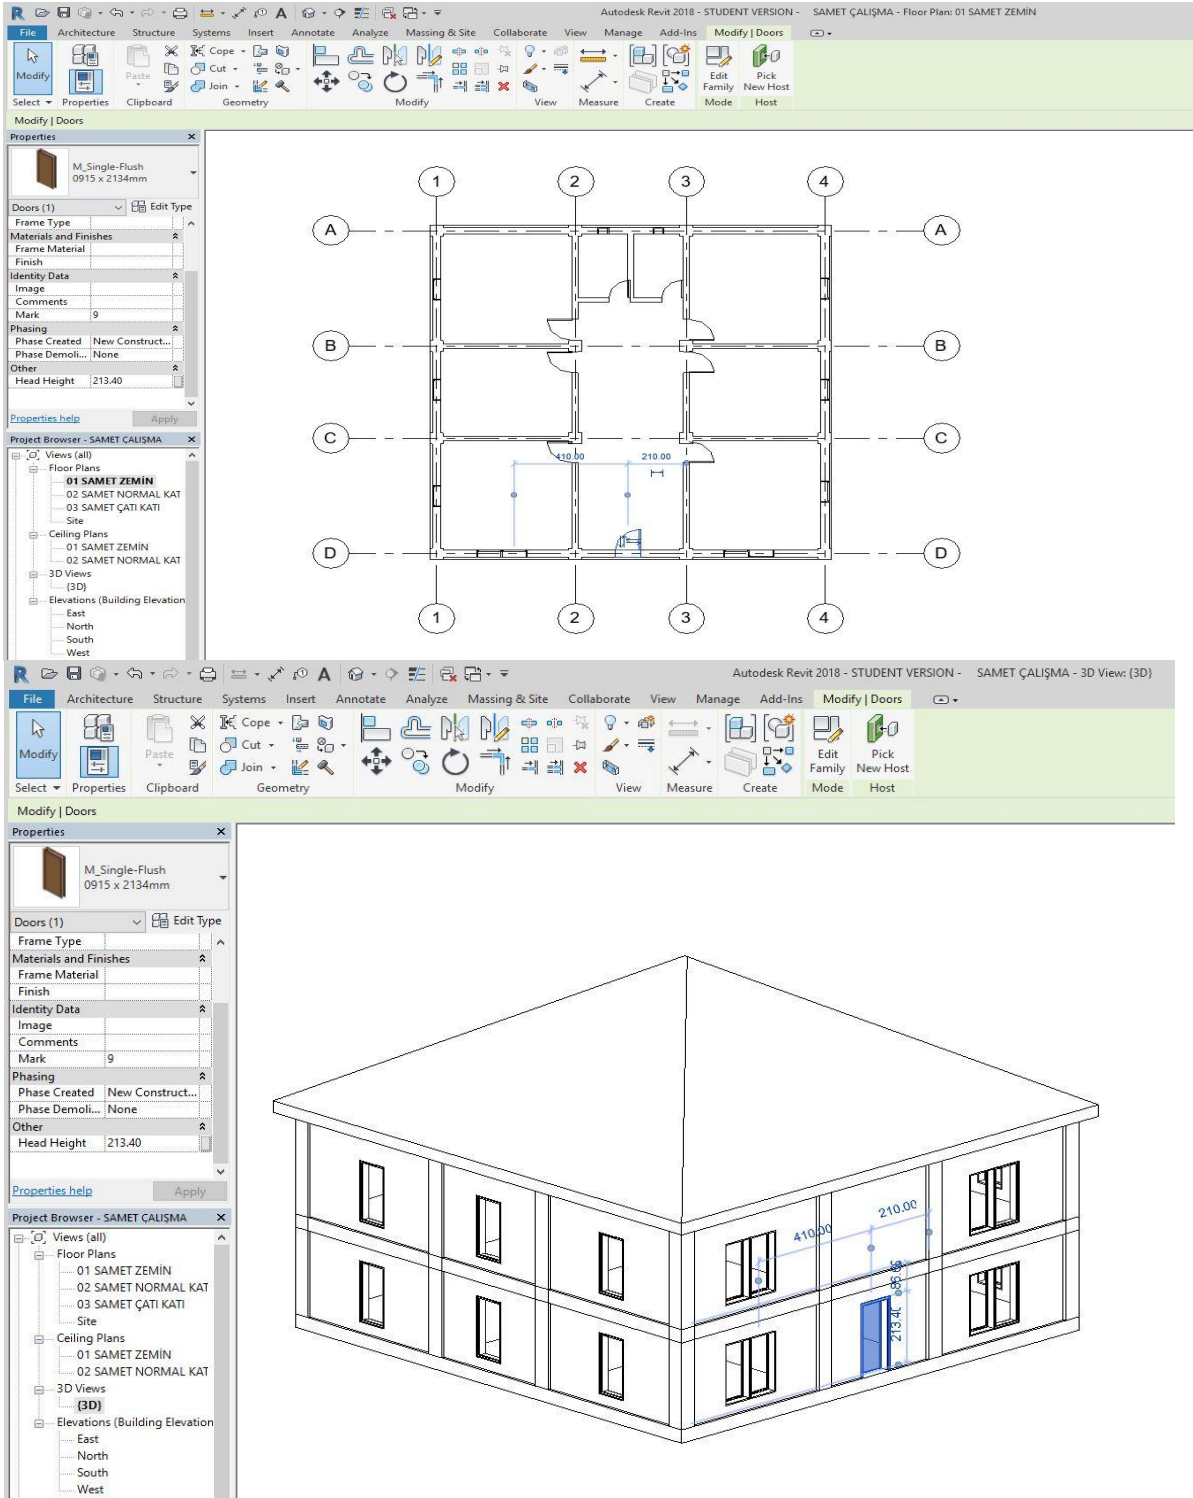 Autodesk Revit 2018 - STUDENT VERSION - SAMET ÇALIŞMA - Floor Plan: 01 SAMET ZEMİN
File Architecture Structure Systems Insert Annotate Analyze Massing & Site Collaborate View Manage Add-Ins Modify | Doors
Modify Paste Cope Cut Join Edit Family Pick New Host
Select Properties Clipboard Geometry Modify View Measure Create Mode Host
Modify | Doors
Properties
M_Single-Flush
0915 x 2134mm
Doors (1) Edit Type
Frame Type
Materials and Finishes
Frame Material
Finish
Identity Data
Image
Comments
Mark 9
Phasing
Phase Created New Construct...
Phase Demoli... None
Other
Head Height 213.40
Properties help Apply
Project Browser - SAMET ÇALIŞMA
Views (all)
Floor Plans
01 SAMET ZEMİN
02 SAMET NORMAL KAT
03 SAMET ÇATI KATI
Site
Ceiling Plans
01 SAMET ZEMİN
02 SAMET NORMAL KAT
3D Views
{3D}
Elevations (Building Elevation
East
North
South
West
1 2 3 4
A A
B B
C C
410.00 210.00
D D
1 2 3 4
Autodesk Revit 2018 - STUDENT VERSION - SAMET ÇALIŞMA - 3D View: {3D}
File Architecture Structure Systems Insert Annotate Analyze Massing & Site Collaborate View Manage Add-Ins Modify | Doors
Modify Paste Cope Cut Join Edit Family Pick New Host
Select Properties Clipboard Geometry Modify View Measure Create Mode Host
Modify | Doors
Properties
M_Single-Flush
0915 x 2134mm
Doors (1) Edit Type
Frame Type
Materials and Finishes
Frame Material
Finish
Identity Data
Image
Comments
Mark 9
Phasing
Phase Created New Construct...
Phase Demoli... None
Other
Head Height 213.40
Properties help Apply
Project Browser - SAMET ÇALIŞMA
Views (all)
Floor Plans
01 SAMET ZEMİN
02 SAMET NORMAL KAT
03 SAMET ÇATI KATI
Site
Ceiling Plans
01 SAMET ZEMİN
02 SAMET NORMAL KAT
3D Views
{3D}
Elevations (Building Elevation
East
North
South
West
410.00 210.00
213.40